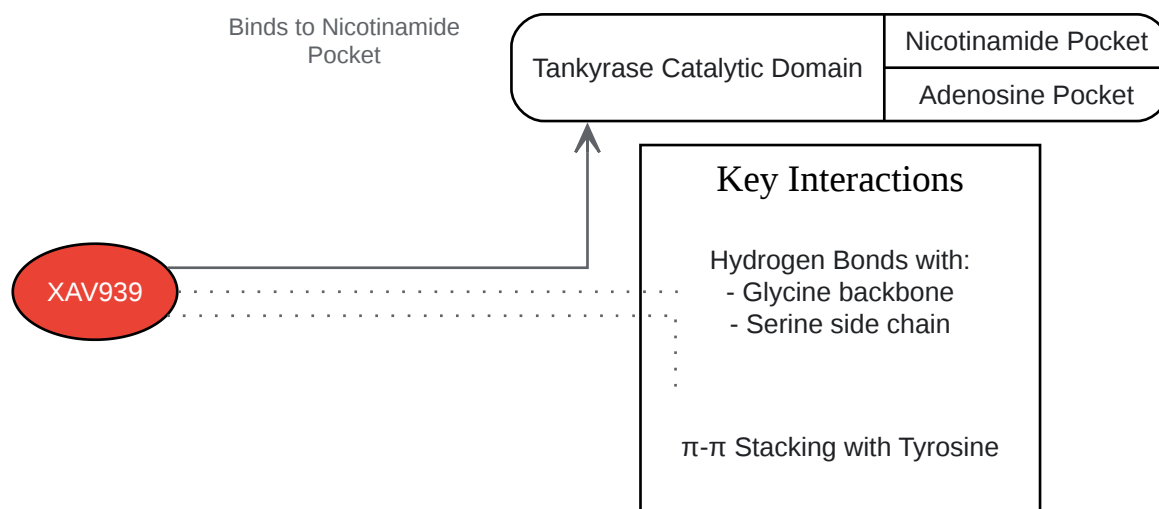 Binds to Nicotinamide
Pocket
Tankyrase Catalytic Domain
Nicotinamide Pocket
Adenosine Pocket
Key Interactions
XAV939
Hydrogen Bonds with:
- Glycine backbone
- Serine side chain
π-π Stacking with Tyrosine